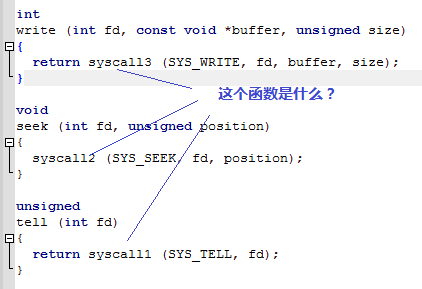 int
write (int fd, const void *buffer, unsigned size)
{
  return syscall3 (SYS_WRITE, fd, buffer, size);
}
这个函数是什么？
void
seek (int fd, unsigned position)
{
  syscall2 (SYS_SEEK, fd, position);
}
unsigned
tell (int fd)
{
  return syscall1 (SYS_TELL, fd);
}